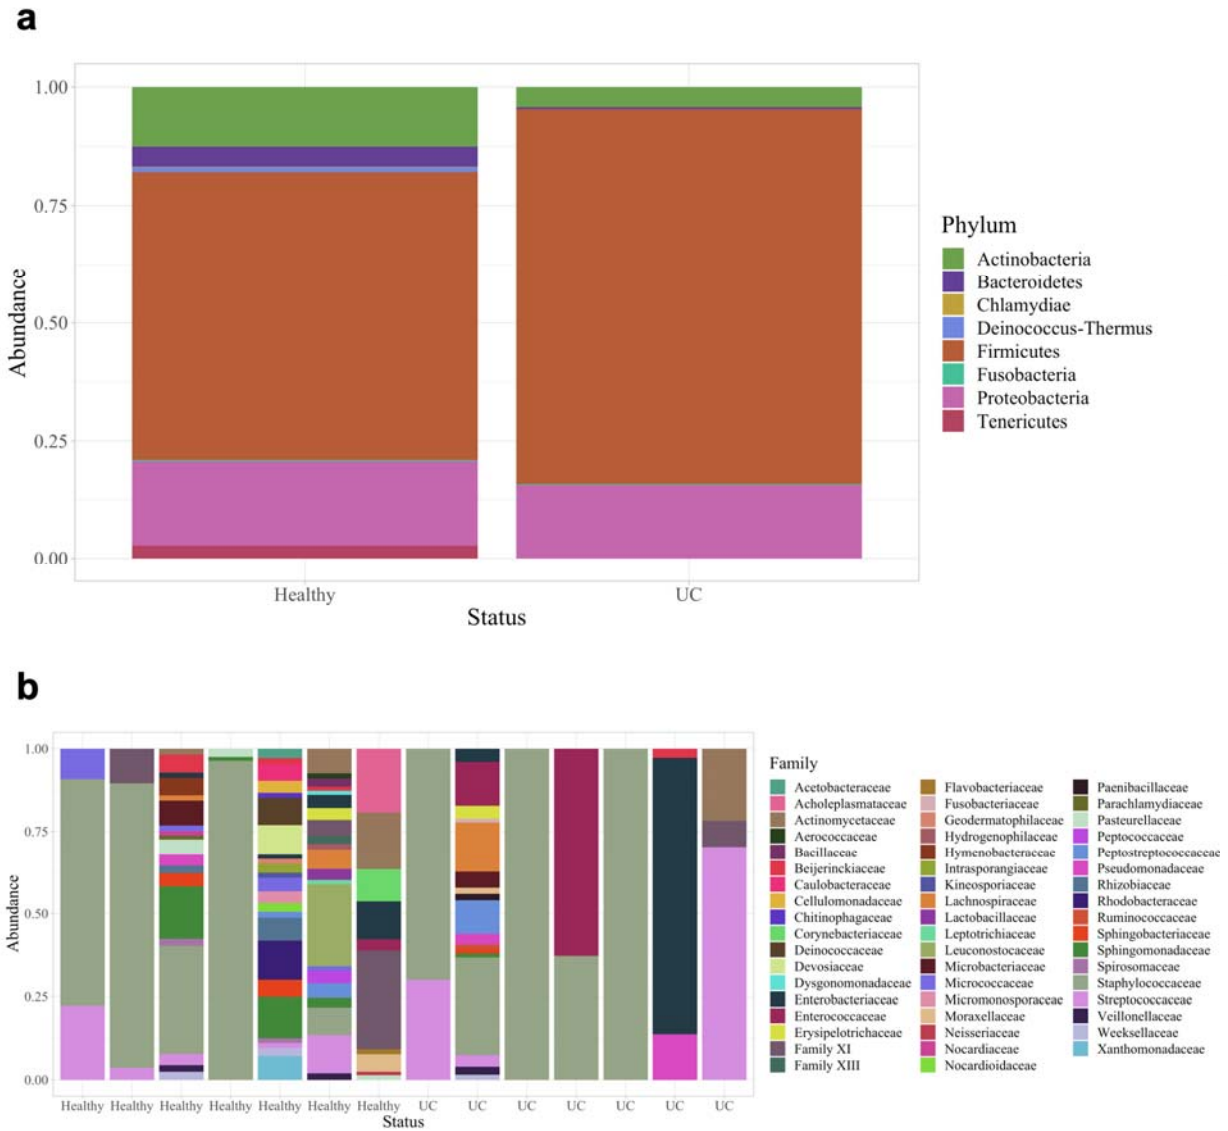 a
1.00
0.75
0.50
0.25
0.00
Abundance
Healthy
UC
Status
Phylum
Actinobacteria
Bacteroidetes
Chlamydiae
Deinococcus-Thermus
Firmicutes
Fusobacteria
Proteobacteria
Tenericutes
b
1.00
0.75
0.50
0.25
0.00
Abundance
Healthy Healthy Healthy Healthy Healthy Healthy Healthy UC UC UC UC UC UC UC
Status
Family
Acetobacteraceae
Acholeplasmataceae
Actinomycetaceae
Aerococcaceae
Bacillaceae
Beijerinckiaceae
Caulobacteraceae
Cellulomonadaceae
Chitinophagaceae
Corynebacteriaceae
Deinococcaceae
Devosiaceae
Dysgonomonadaceae
Enterobacteriaceae
Enterococcaceae
Erysipelotrichaceae
Family XI
Family XIII
Flavobacteriaceae
Fusobacteriaceae
Geodermatophilaceae
Hydrogenophilaceae
Hymenobacteraceae
Intrasporangiaceae
Kineosporiaceae
Lachnospiraceae
Lactobacillaceae
Leptotrichiaceae
Leuconostocaceae
Microbacteriaceae
Micrococcaceae
Micromonosporaceae
Moraxellaceae
Neisseriaceae
Nocardiaceae
Nocardioidaceae
Paenibacillaceae
Parachlamydiaceae
Pasteurellaceae
Peptococcaceae
Peptostreptococcaceae
Pseudomonadaceae
Rhizobiaceae
Rhodobacteraceae
Ruminococcaceae
Sphingobacteriaceae
Sphingomonadaceae
Spirosomaceae
Staphylococcaceae
Streptococcaceae
Veillonellaceae
Weeksellaceae
Xanthomonadaceae